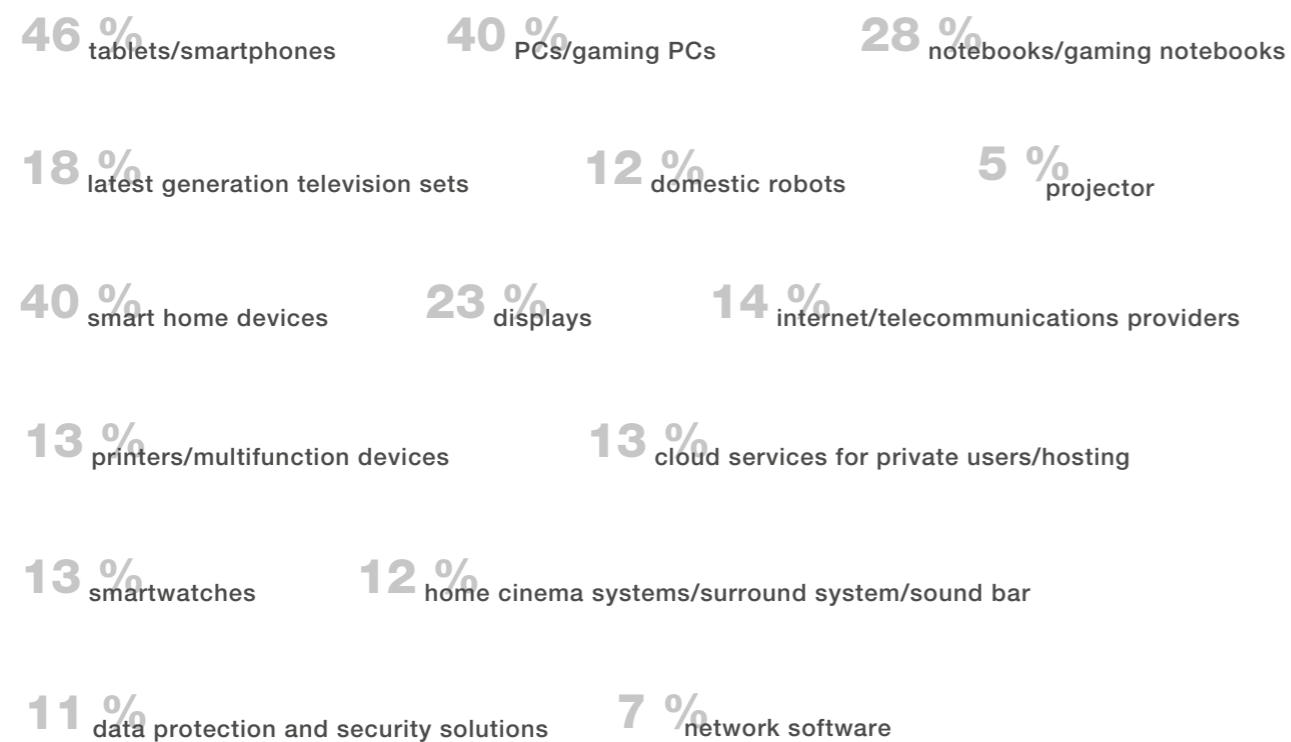 46 % tablets/smartphones 40 % PCs/gaming PCs 28 % notebooks/gaming notebooks
18 % latest generation television sets 12 % domestic robots 5 % projector
40 % smart home devices 23 % displays 14 % internet/telecommunications providers
13 % printers/multifunction devices 13 % cloud services for private users/hosting
13 % smartwatches 12 % home cinema systems/surround system/sound bar
11 % data protection and security solutions 7 % network software